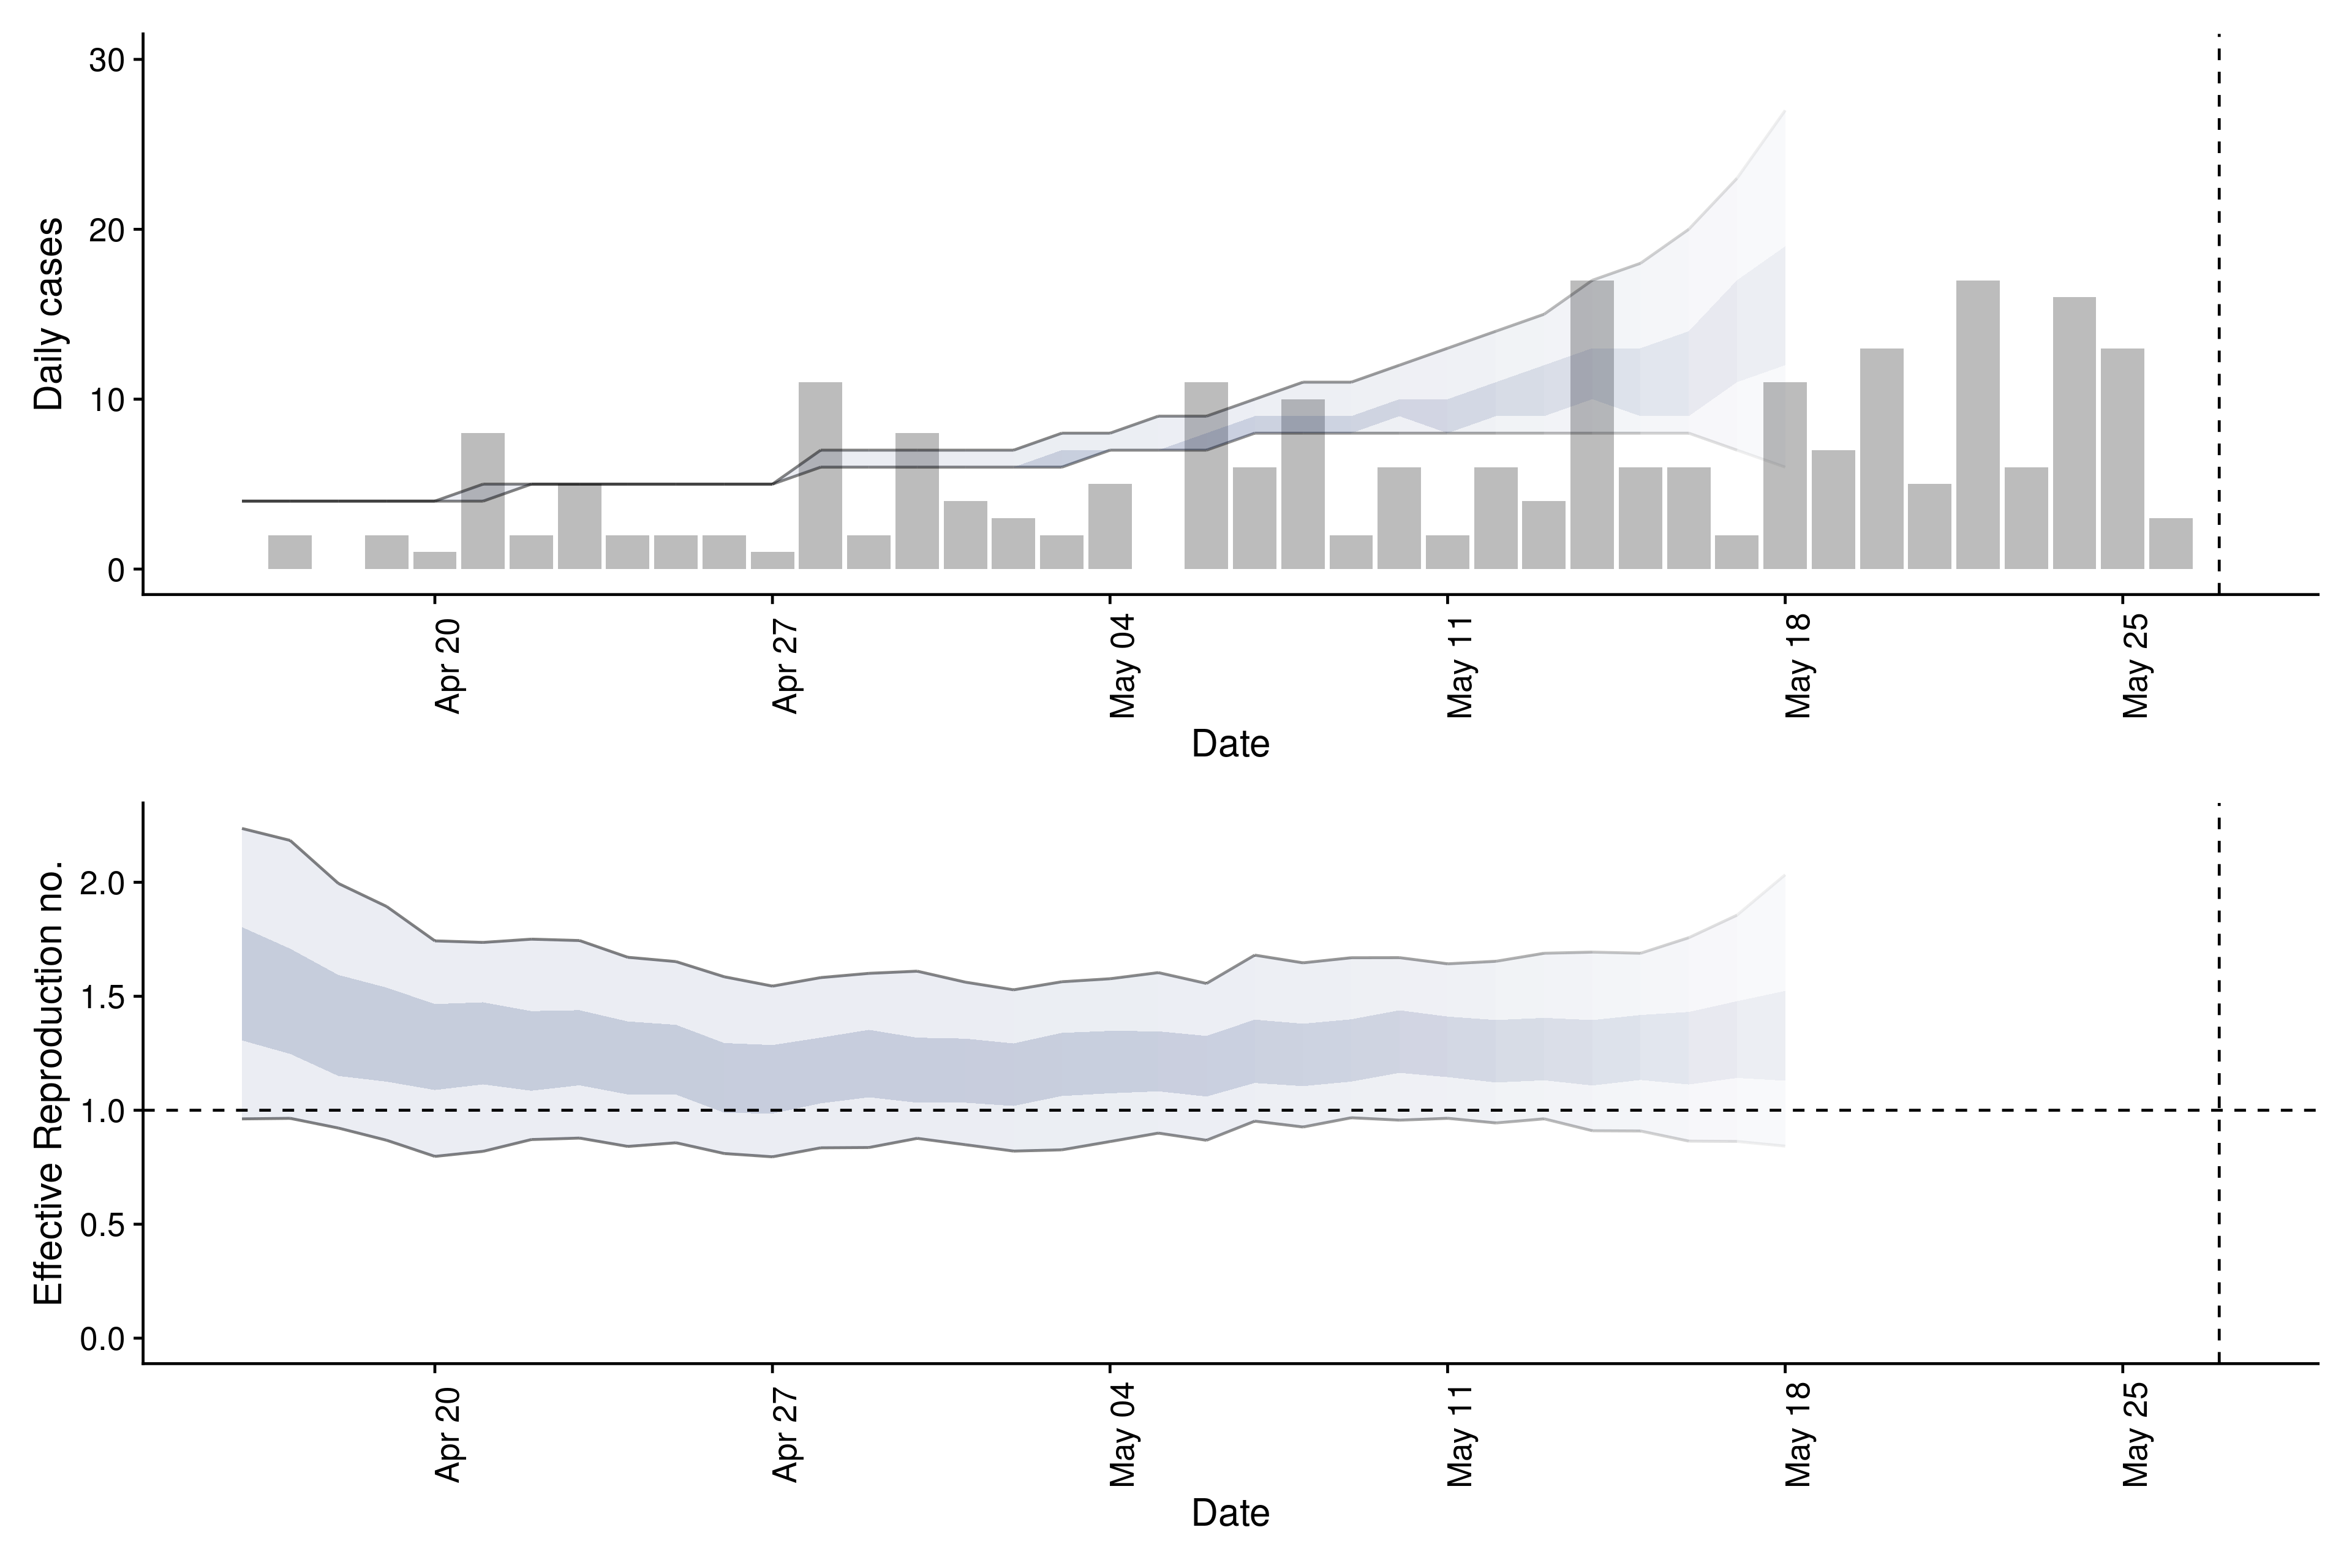 30
20
10
0
Daily cases
Apr 20
Apr 27
May 04
May 11
May 18
May 25
Date
2.0
1.5
1.0
0.5
0.0
Effective Reproduction no.
Apr 20
Apr 27
May 04
May 11
May 18
May 25
Date